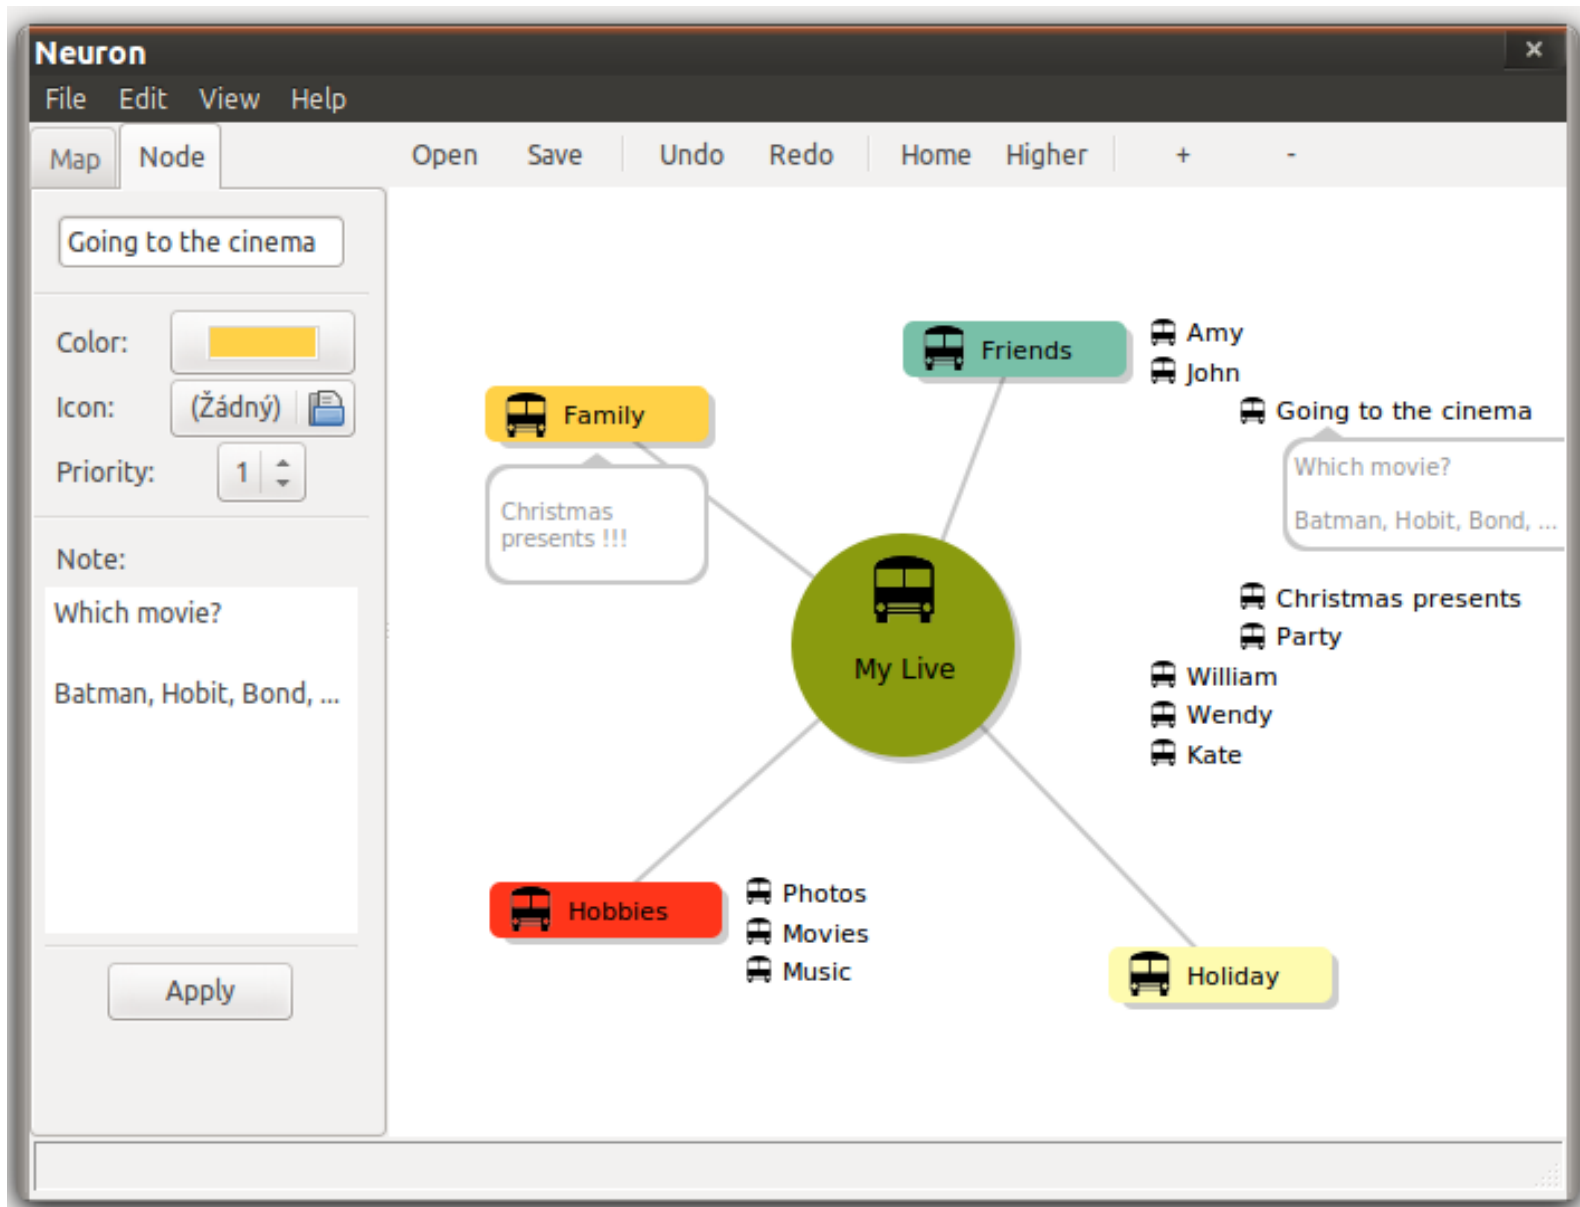 Neuron
File Edit View Help
Map Node
Open Save Undo Redo Home Higher + -
Going to the cinema
Color:
Icon: (Žádný)
Priority: 1
Note:
Which movie?
Batman, Hobit, Bond, ...
Apply
Family
Christmas
presents !!!
Friends
Amy
John
Going to the cinema
Which movie?
Batman, Hobit, Bond, ...
Christmas presents
Party
William
Wendy
Kate
My Live
Hobbies
Photos
Movies
Music
Holiday